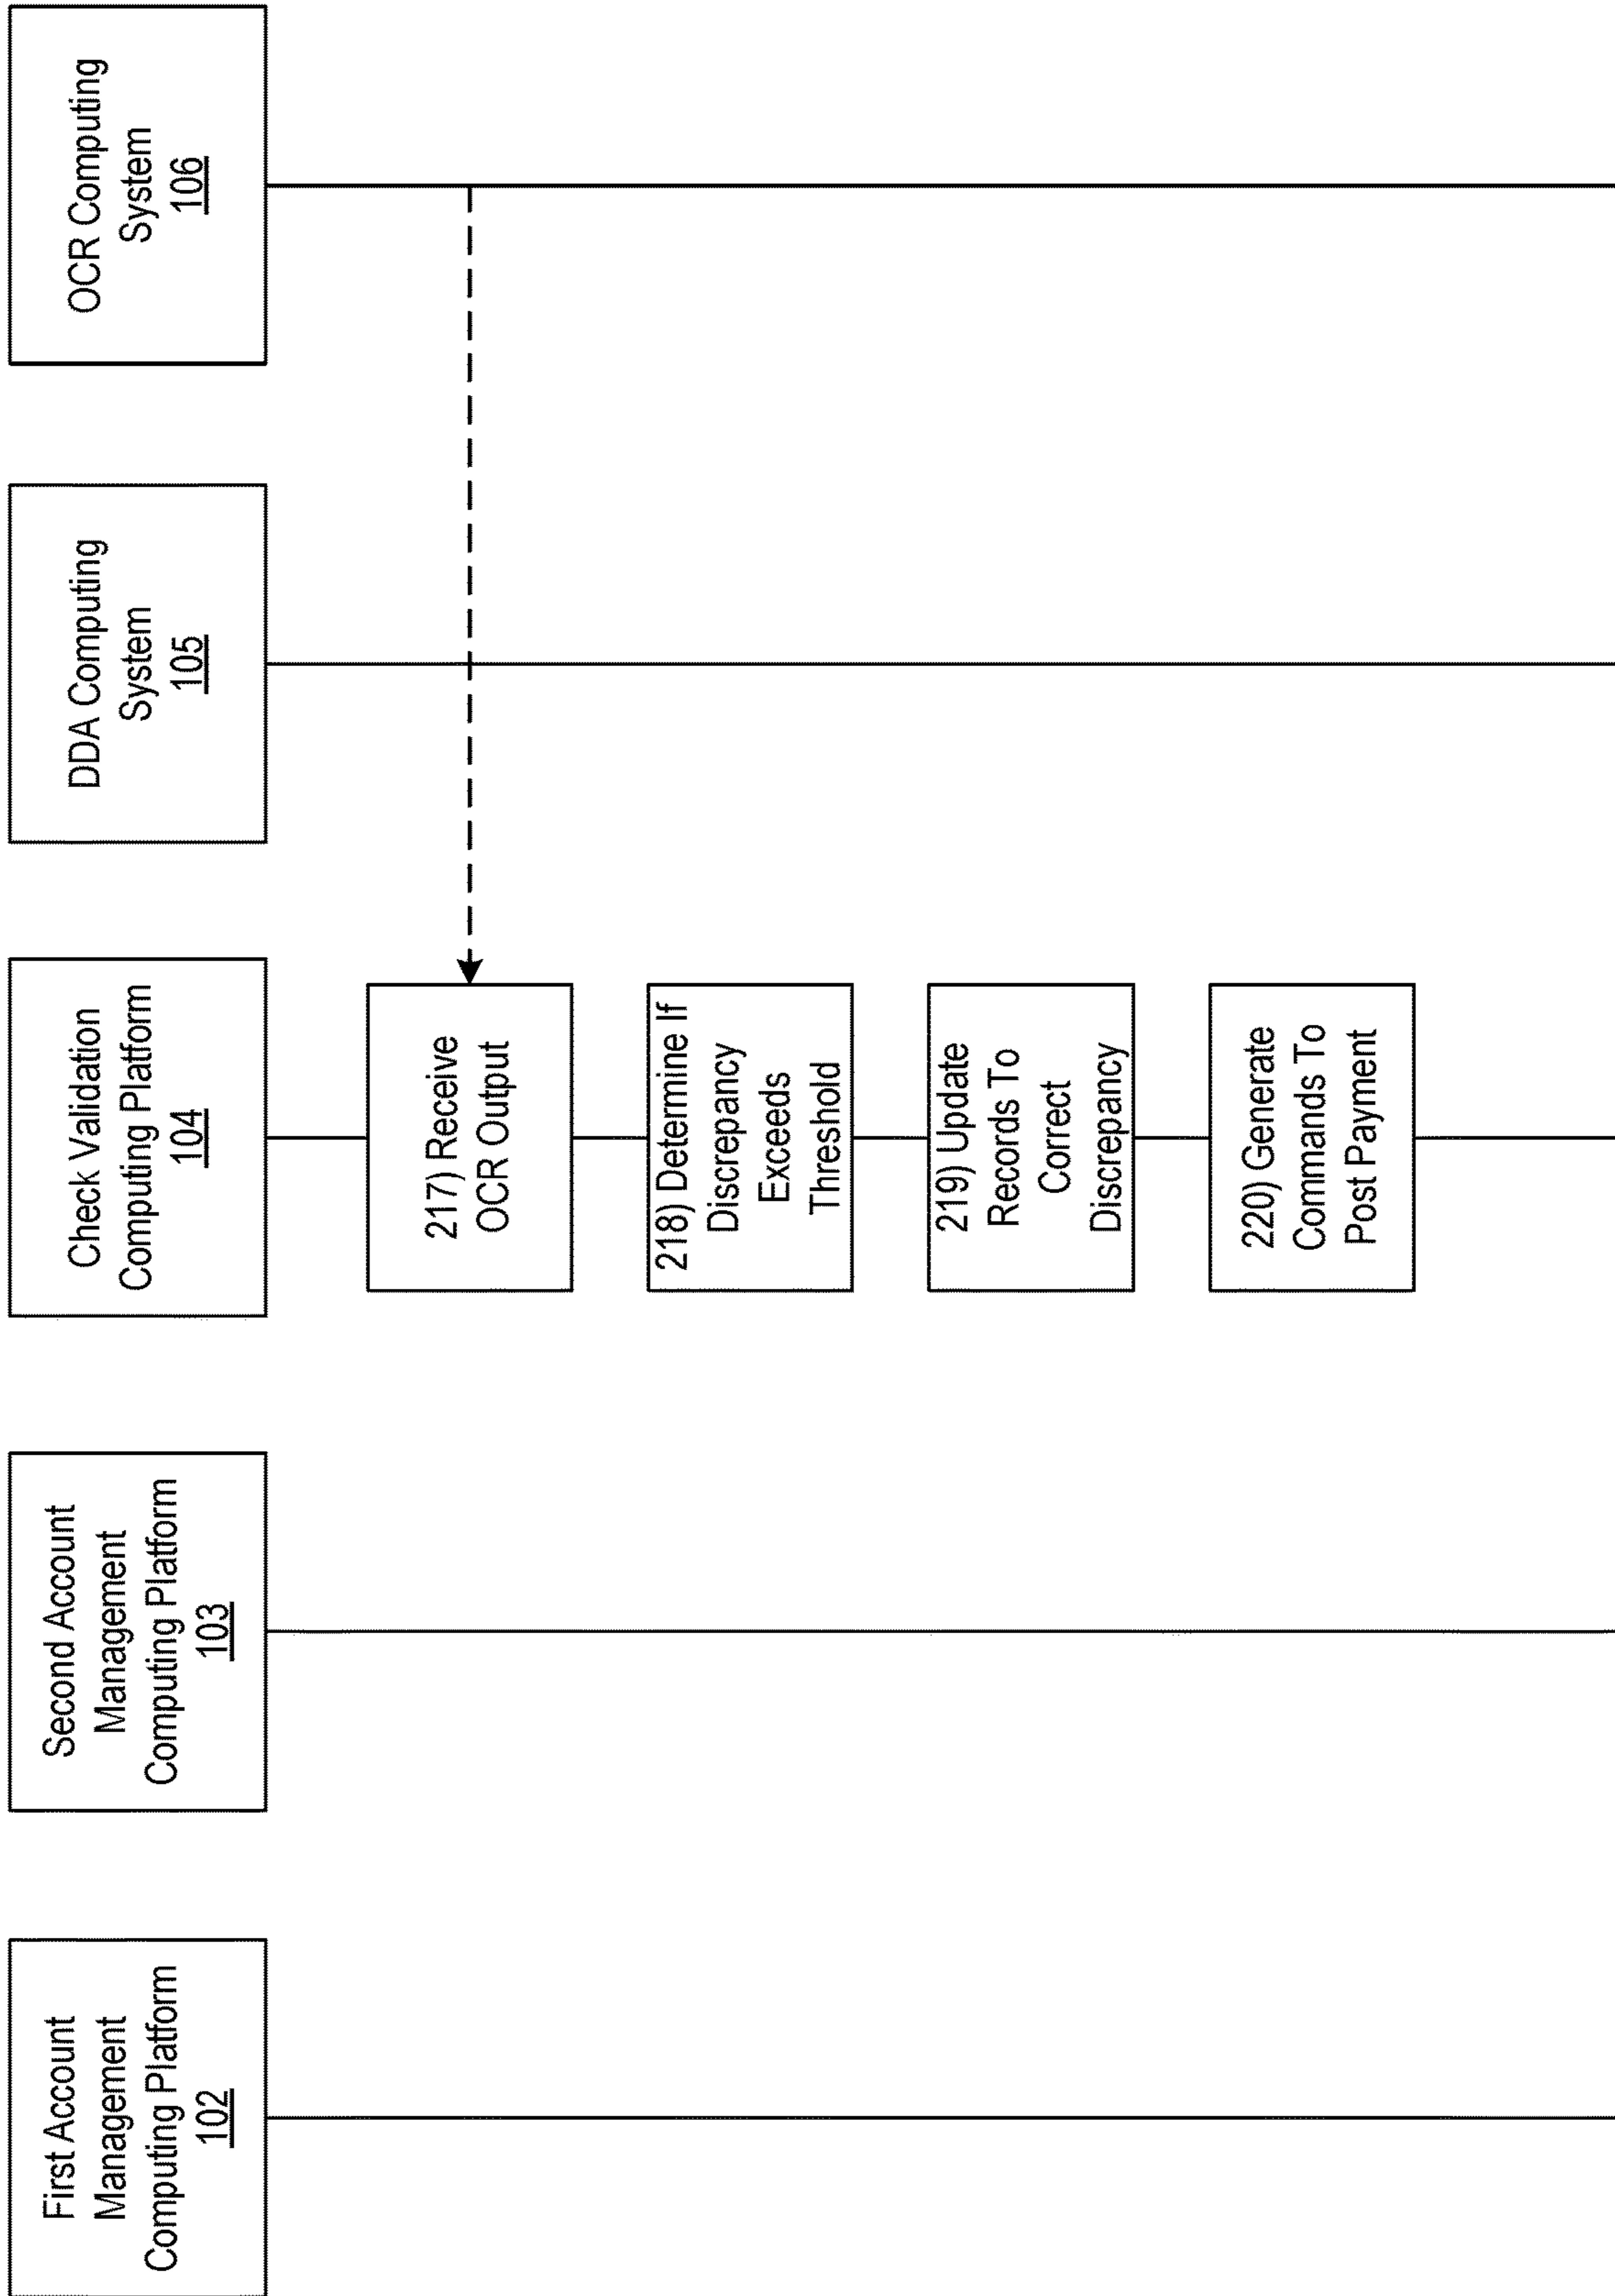 First Account
Management
Computing Platform
102
Second Account
Management
Computing Platform
103
Check Validation
Computing Platform
104
DDA Computing
System
105
OCR Computing
System
106
217) Receive
OCR Output
218) Determine If
Discrepancy
Exceeds
Threshold
219) Update
Records To
Correct
Discrepancy
220) Generate
Commands To
Post Payment